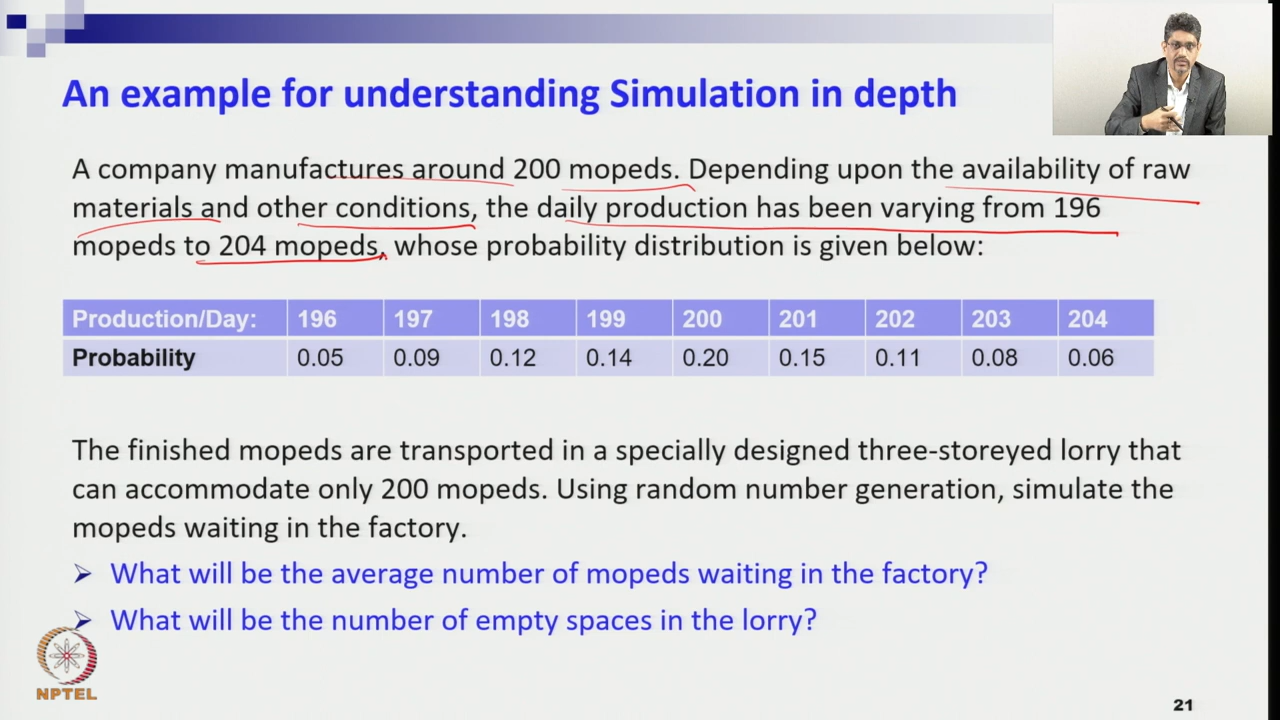 An example for understanding Simulation in depth
A company manufactures around 200 mopeds. Depending upon the availability of raw
materials and other conditions, the daily production has been varying from 196
mopeds to 204 mopeds, whose probability distribution is given below:
Production/Day: 196 197 198 199 200 201 202 203 204
Probability 0.05 0.09 0.12 0.14 0.20 0.15 0.11 0.08 0.06
The finished mopeds are transported in a specially designed three-storeyed lorry that
can accommodate only 200 mopeds. Using random number generation, simulate the
mopeds waiting in the factory.
What will be the average number of mopeds waiting in the factory?
What will be the number of empty spaces in the lorry?
NPTEL
21